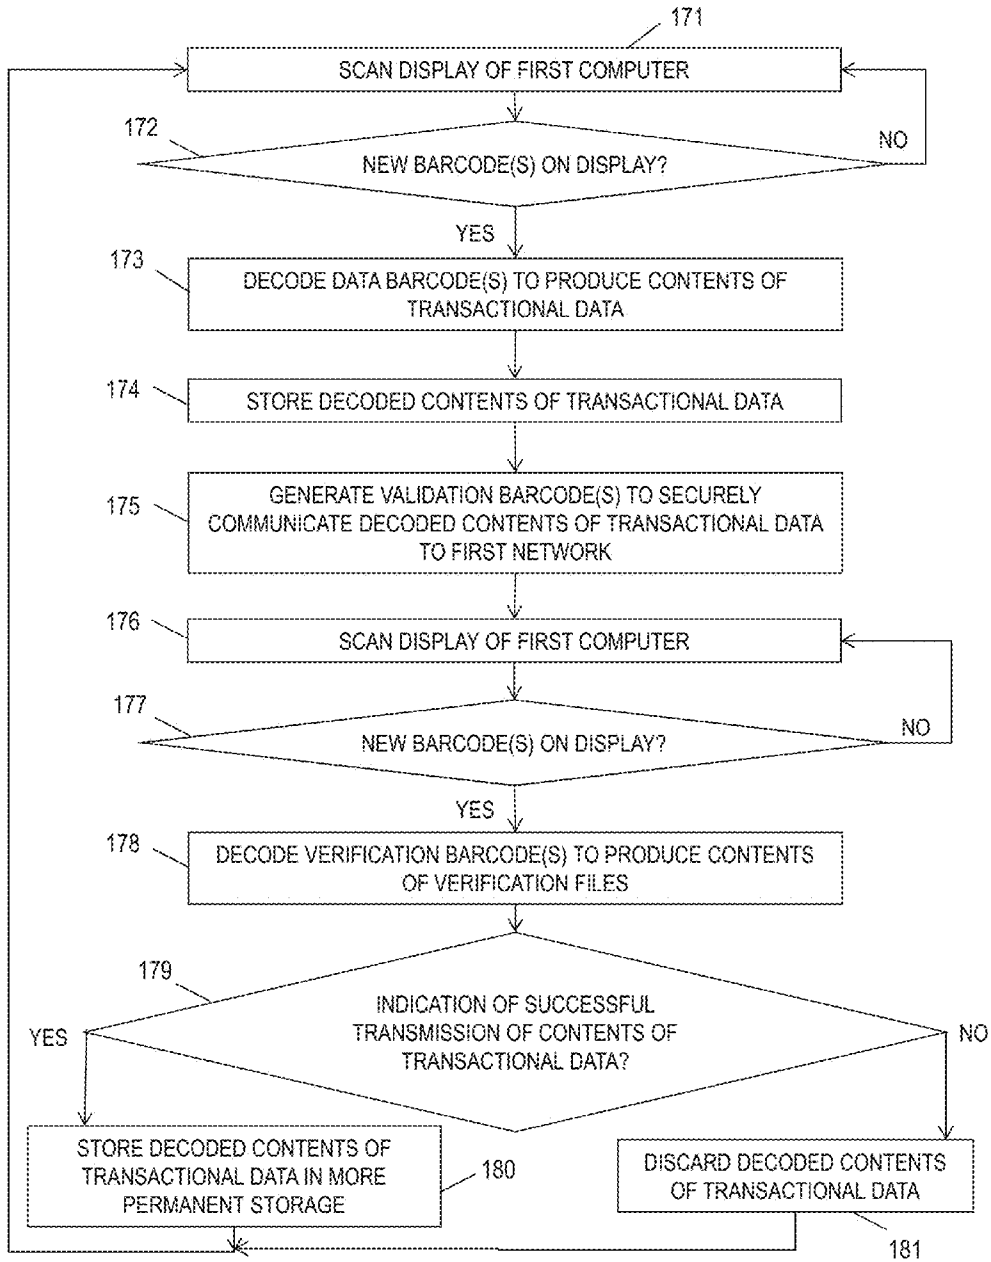 171
SCAN DISPLAY OF FIRST COMPUTER
172
NEW BARCODE(S) ON DISPLAY?
NO
YES
173
DECODE DATA BARCODE(S) TO PRODUCE CONTENTS OF
TRANSACTIONAL DATA
174
STORE DECODED CONTENTS OF TRANSACTIONAL DATA
175
GENERATE VALIDATION BARCODE(S) TO SECURELY
COMMUNICATE DECODED CONTENTS OF TRANSACTIONAL DATA
TO FIRST NETWORK
176
SCAN DISPLAY OF FIRST COMPUTER
177
NEW BARCODE(S) ON DISPLAY?
NO
YES
178
DECODE VERIFICATION BARCODE(S) TO PRODUCE CONTENTS
OF VERIFICATION FILES
179
INDICATION OF SUCCESSFUL
TRANSMISSION OF CONTENTS OF
TRANSACTIONAL DATA?
YES
NO
STORE DECODED CONTENTS OF
TRANSACTIONAL DATA IN MORE
PERMANENT STORAGE
180
DISCARD DECODED CONTENTS
OF TRANSACTIONAL DATA
181